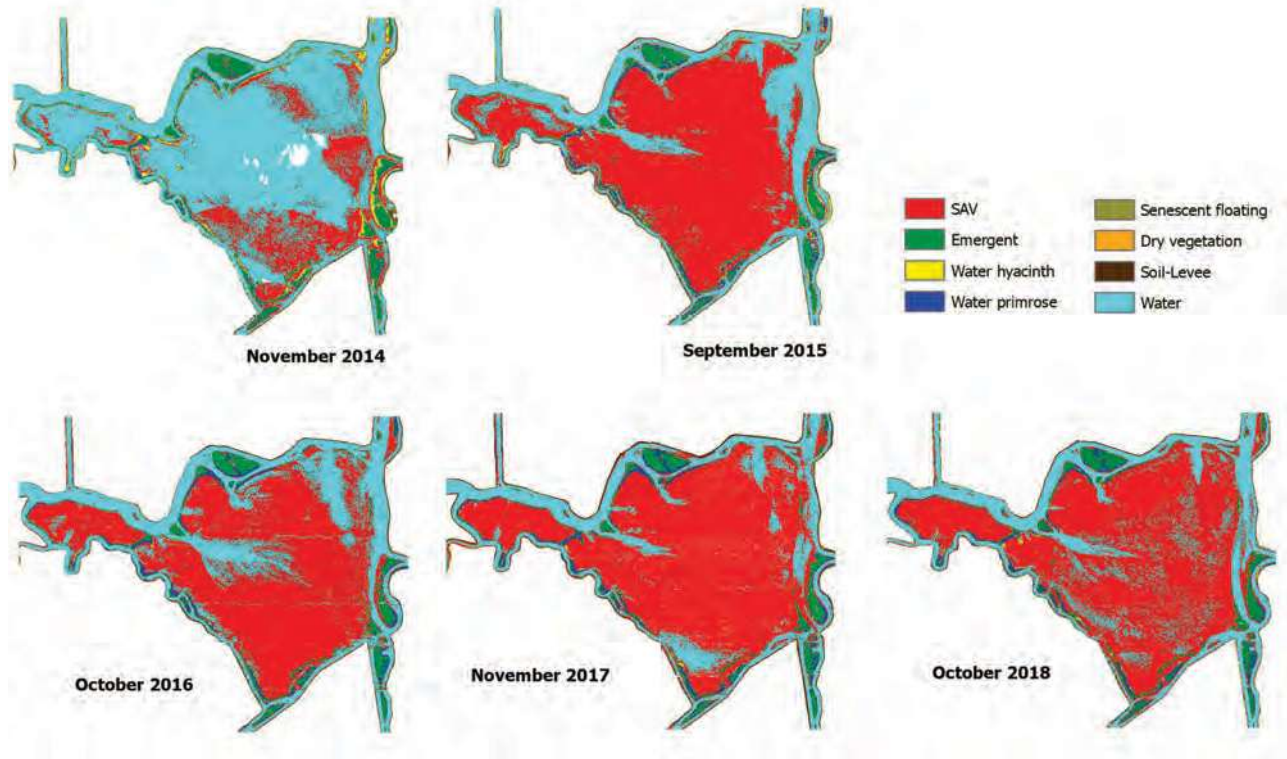 November 2014
September 2015
SAV
Emergent
Water hyacinth
Water primrose
Senescent floating
Dry vegetation
Soil-Levee
Water
October 2016
November 2017
October 2018